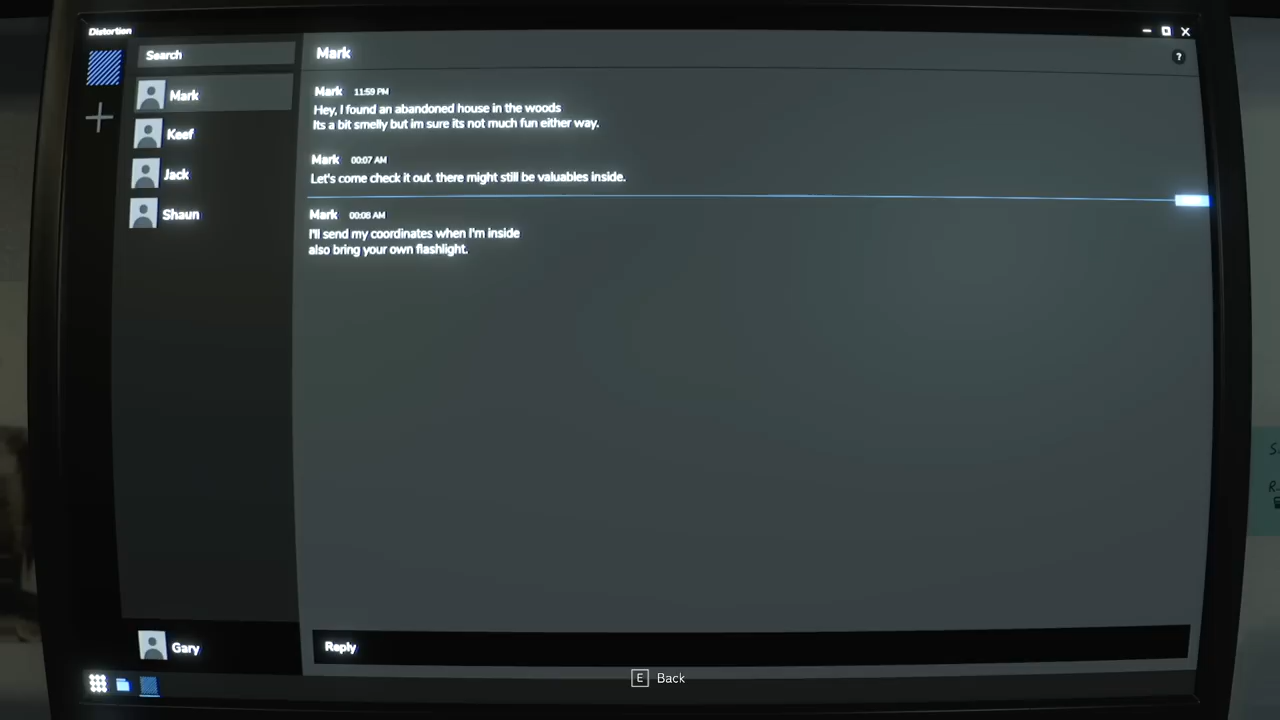 Distortion
Search
Mark
Keef
Jack
Shaun
Gary
Mark
?
Mark 11:59 PM
Hey, I found an abandoned house in the woods
Its a bit smelly but im sure its not much fun either way.
Mark 00:07 AM
Let's come check it out. there might still be valuables inside.
Mark 00:08 AM
I'll send my coordinates when I'm inside
also bring your own flashlight.
Reply
E Back